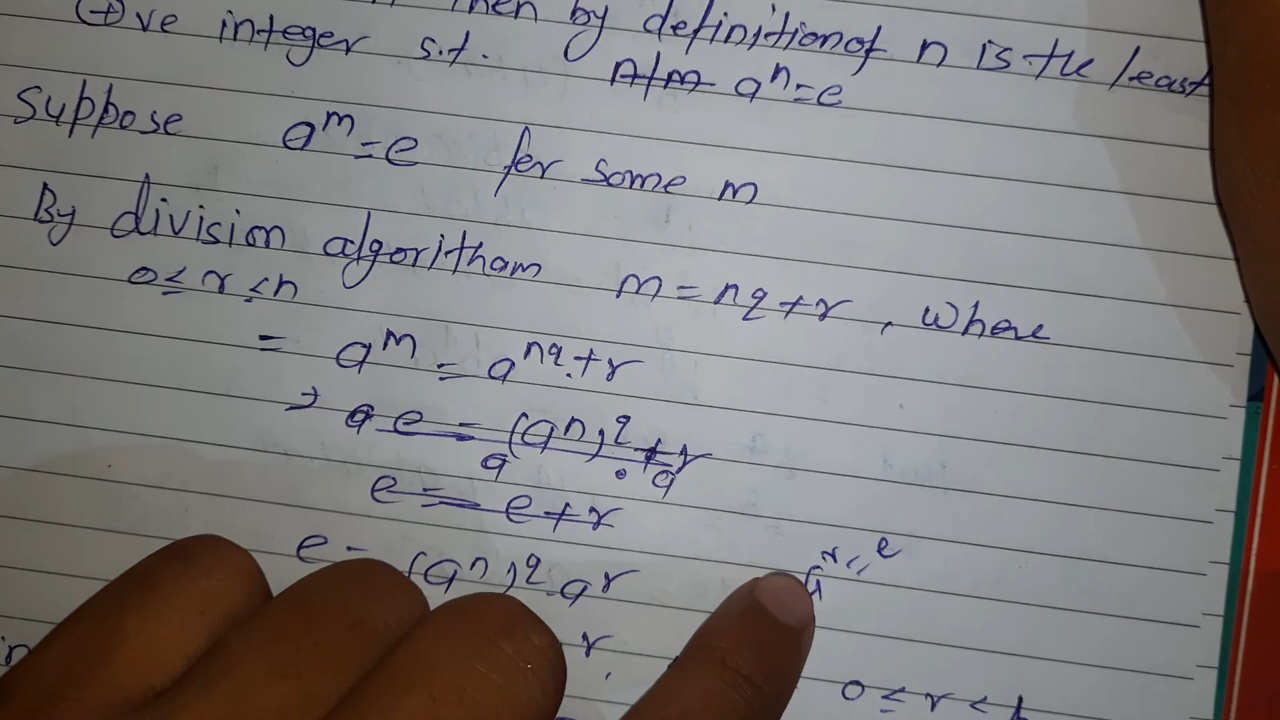 then by definition of n is the least
⊕ve integer s.t. a^n = e
Suppose a^m = e for some m
By division algoritham m = nq + r , where
0 ≤ r < n
= a^m = a^nq.+r
⇒ e = (a^n)^q + r
e = e + r
e = (a^n)^q . a^r
a^r = e
r.
0 ≤ r <